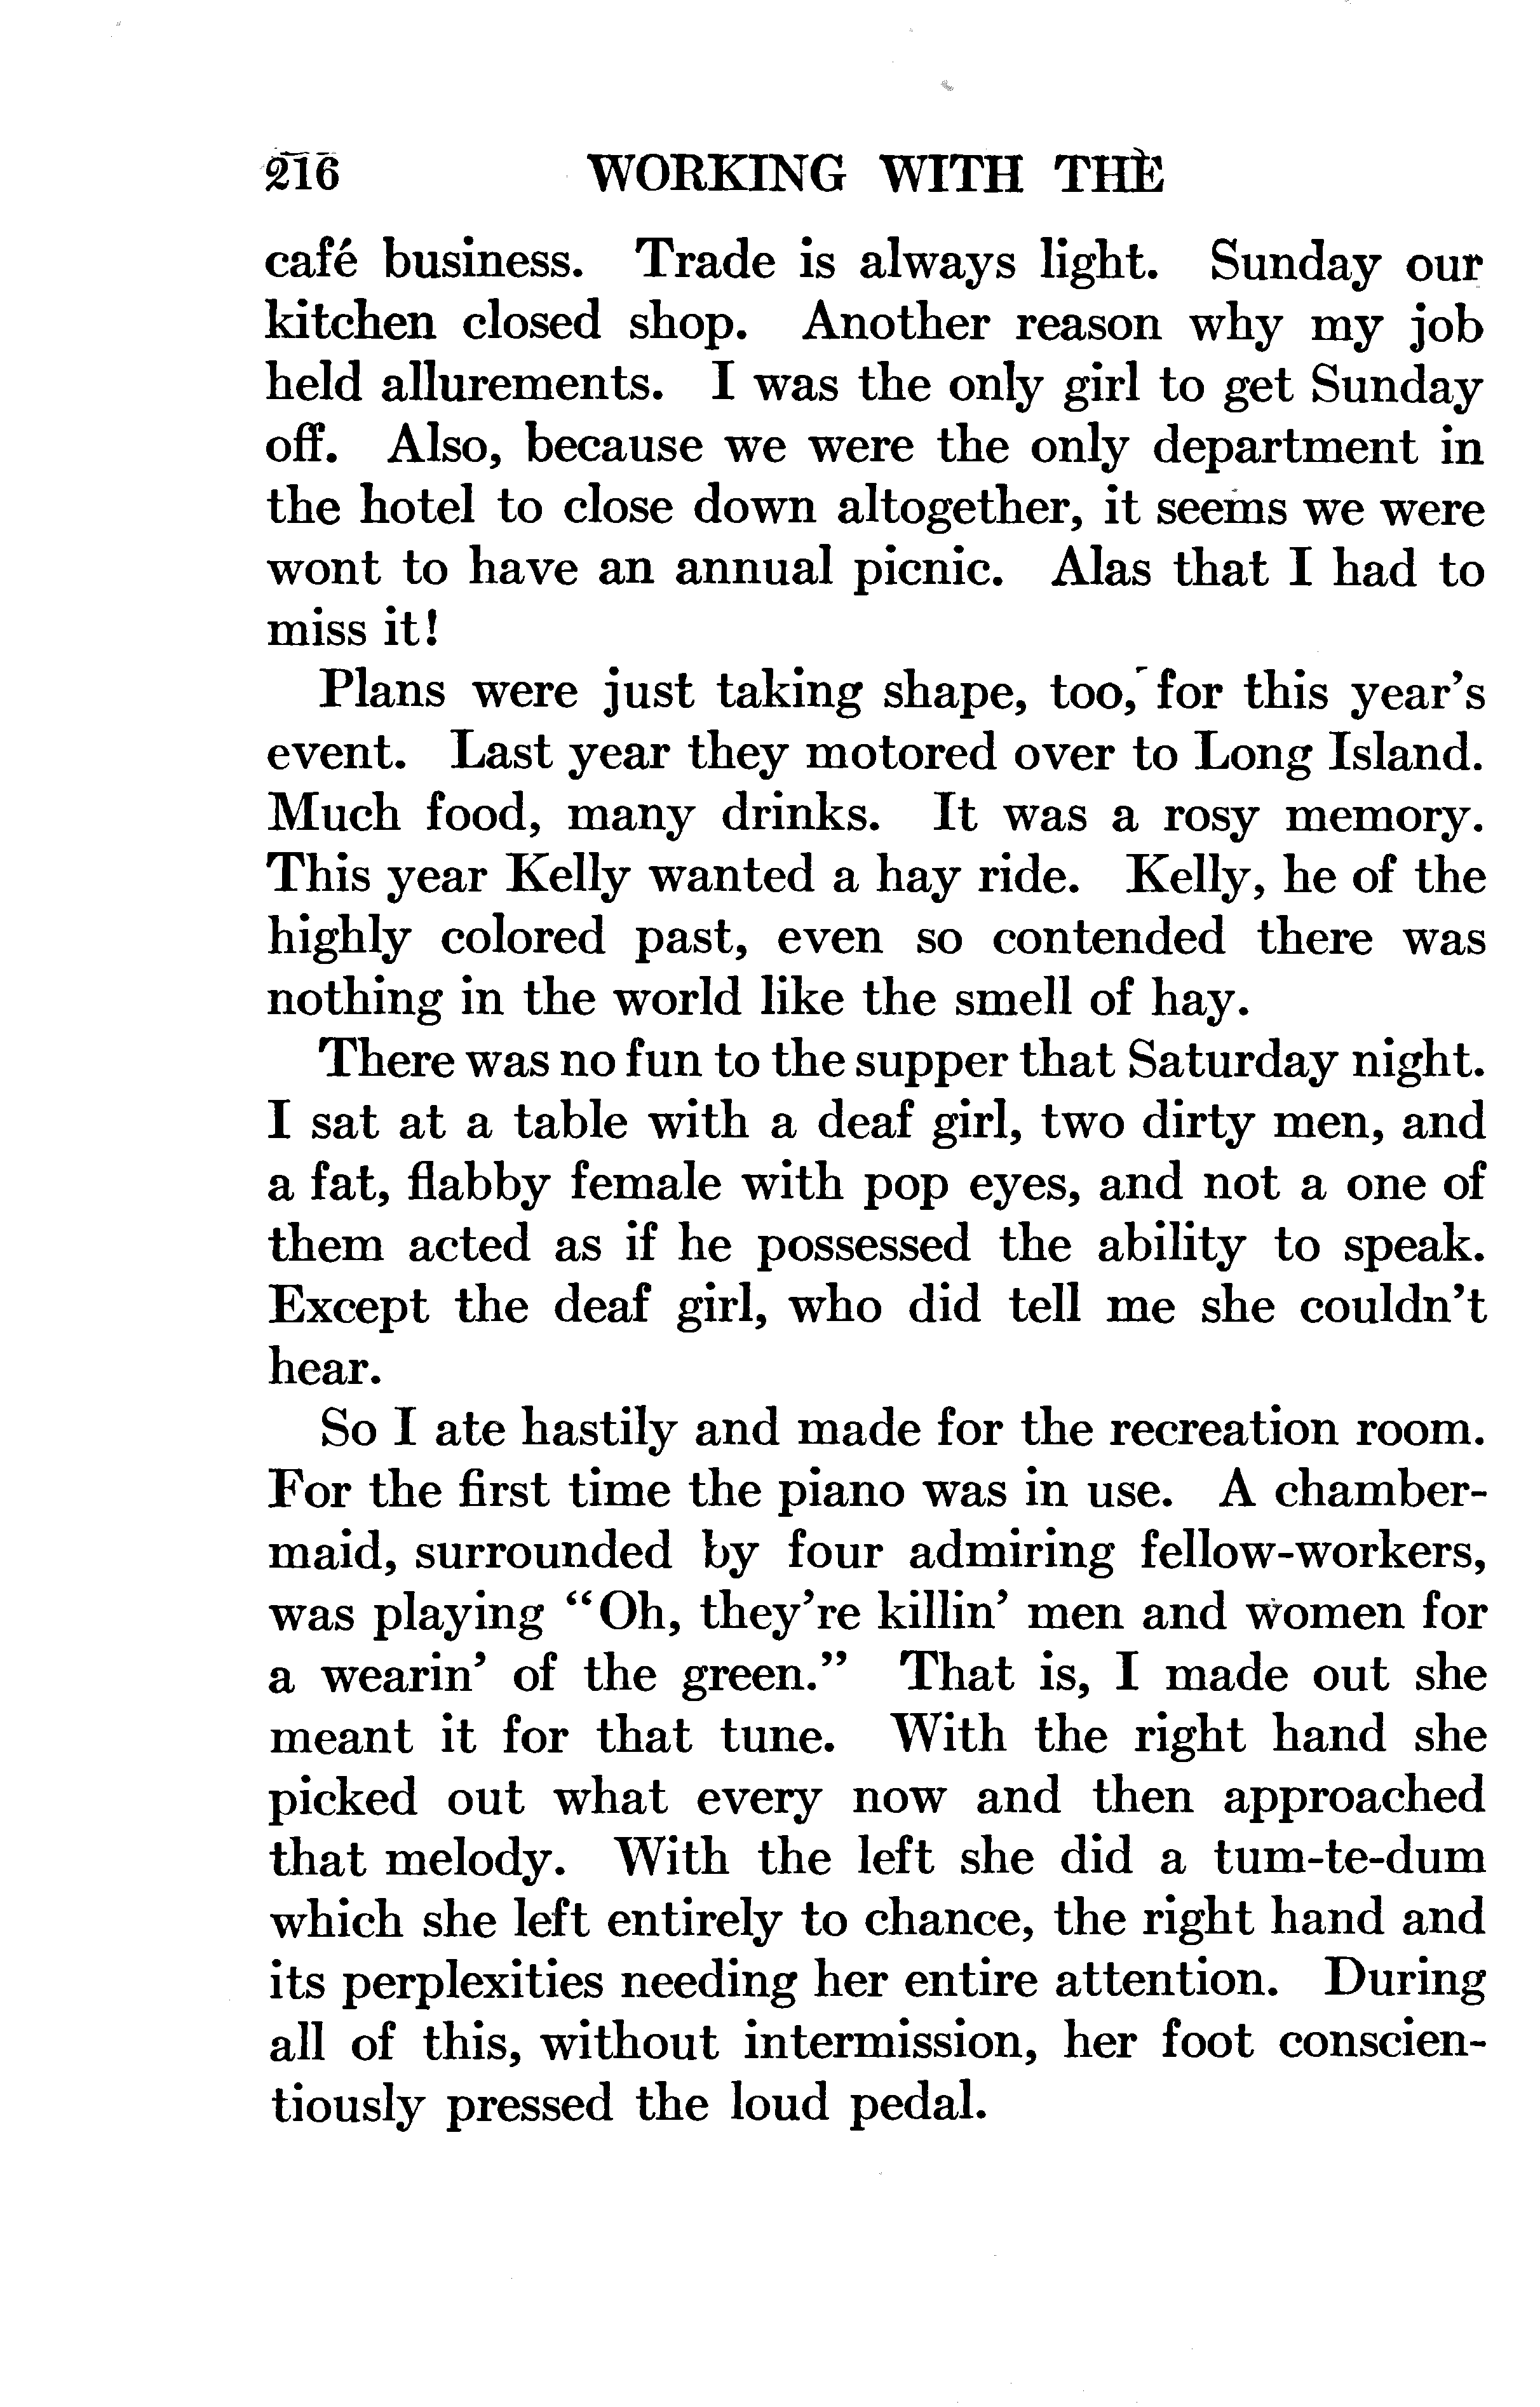 216 WORKING WITH THE
café business. Trade is always light. Sunday our
kitchen closed shop. Another reason why my job
held allurements. I was the only girl to get Sunday
off. Also, because we were the only department in
the hotel to close down altogether, it seems we were
wont to have an annual picnic. Alas that I had to
miss it!
Plans were just taking shape, too, for this year's
event. Last year they motored over to Long Island.
Much food, many drinks. It was a rosy memory.
This year Kelly wanted a hay ride. Kelly, he of the
highly colored past, even so contended there was
nothing in the world like the smell of hay.
There was no fun to the supper that Saturday night.
I sat at a table with a deaf girl, two dirty men, and
a fat, flabby female with pop eyes, and not a one of
them acted as if he possessed the ability to speak.
Except the deaf girl, who did tell me she couldn't
hear.
So I ate hastily and made for the recreation room.
For the first time the piano was in use. A chamber-
maid, surrounded by four admiring fellow-workers,
was playing “Oh, they're killin' men and women for
a wearin' of the green.” That is, I made out she
meant it for that tune. With the right hand she
picked out what every now and then approached
that melody. With the left she did a tum-te-dum
which she left entirely to chance, the right hand and
its perplexities needing her entire attention. During
all of this, without intermission, her foot conscien-
tiously pressed the loud pedal.